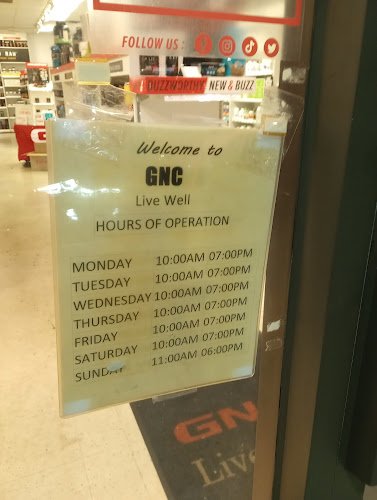 FOLLOW US :
BUZZWORTHY NEW & BUZZ
Welcome to
GNC
Live Well
HOURS OF OPERATION
MONDAY 10:00AM 07:00PM
TUESDAY 10:00AM 07:00PM
WEDNESDAY 10:00AM 07:00PM
THURSDAY 10:00AM 07:00PM
FRIDAY 10:00AM 07:00PM
SATURDAY 10:00AM 07:00PM
SUNDAY 11:00AM 06:00PM
GN
Live